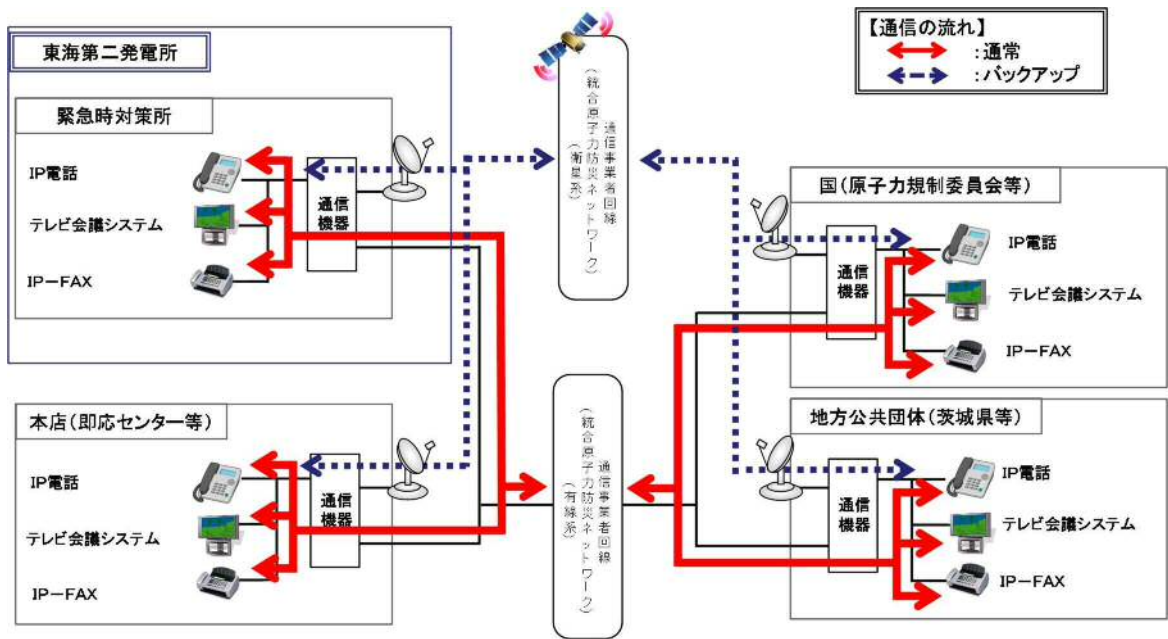 【通信の流れ】
：通常
：バックアップ
東海第二発電所
緊急時対策所
IP電話
テレビ会議システム
IP－FAX
通信
機器
通信事業者回線
（統合原子力防災ネットワーク）
（衛星系）
国（原子力規制委員会等）
通信
機器
IP電話
テレビ会議システム
IP－FAX
本店（即応センター等）
IP電話
テレビ会議システム
IP－FAX
通信
機器
通信事業者回線
（統合原子力防災ネットワーク）
（有線系）
地方公共団体（茨城県等）
通信
機器
IP電話
テレビ会議システム
IP－FAX